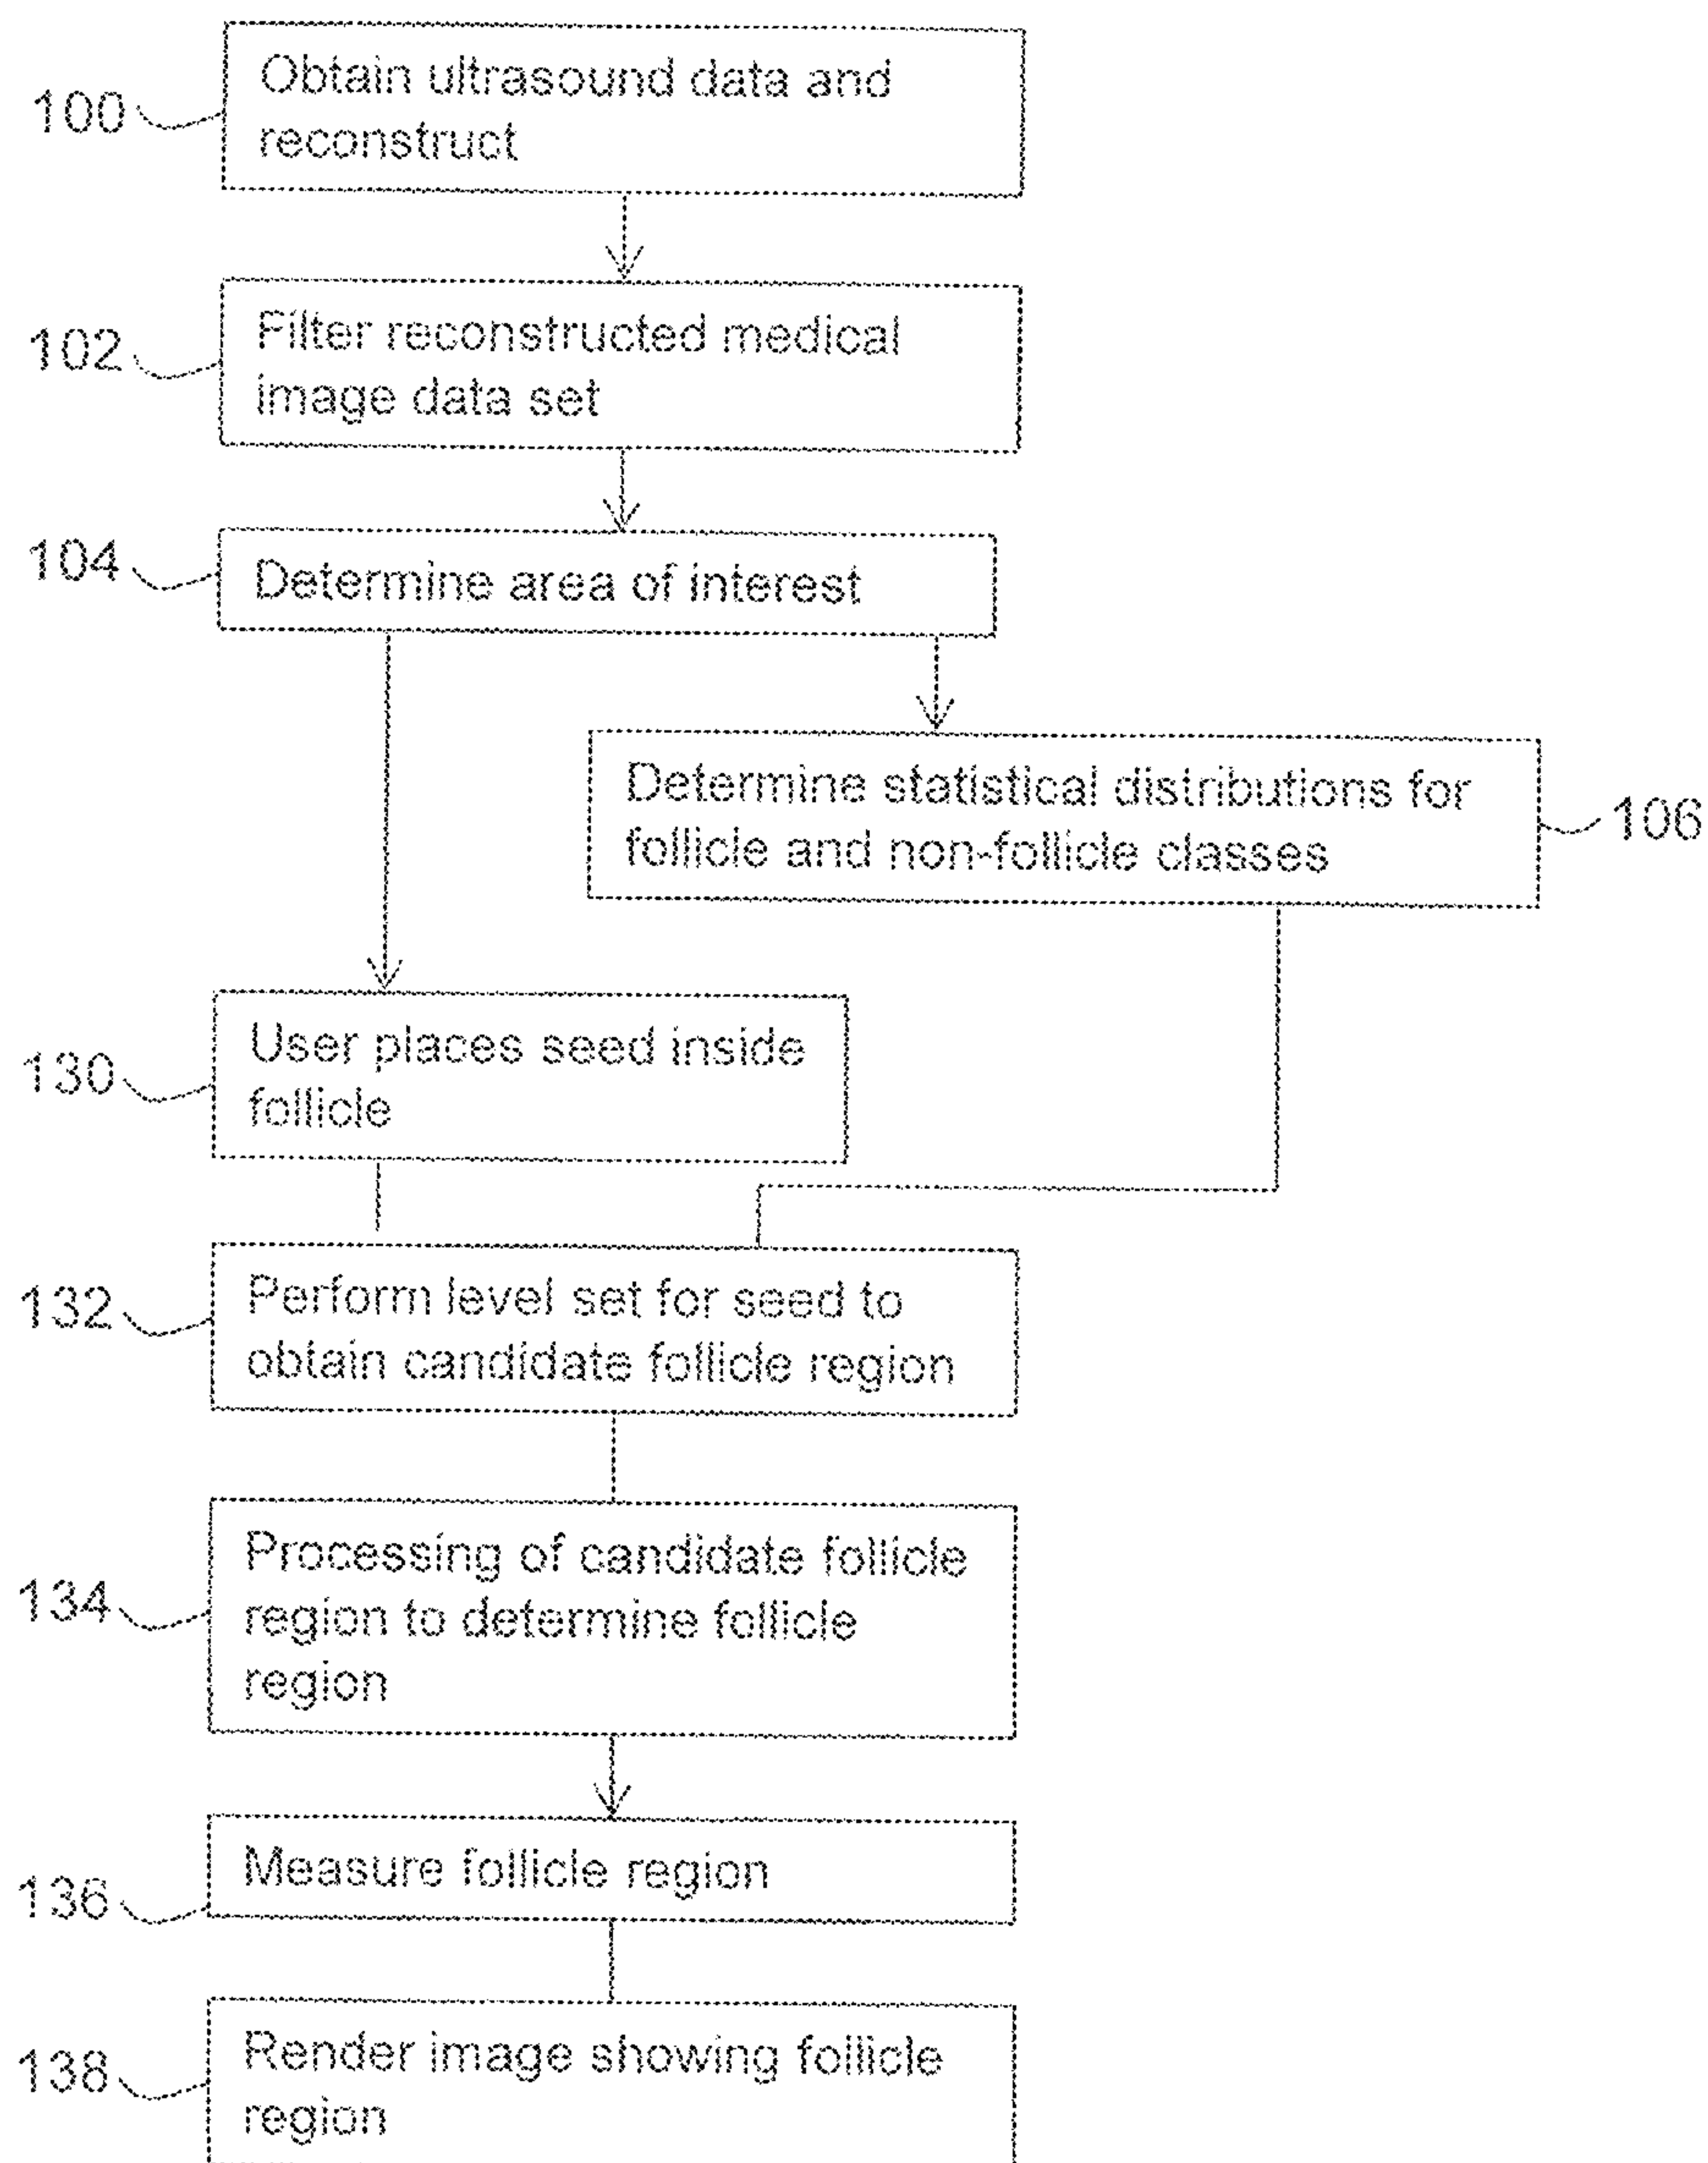 100
Obtain ultrasound data and
reconstruct
102
Filter reconstructed medical
image data set
104
Determine area of interest
Determine statistical distributions for
follicle and non-follicle classes
106
130
User places seed inside
follicle
132
Perform level set for seed to
obtain candidate follicle region
134
Processing of candidate follicle
region to determine follicle
region
136
Measure follicle region
138
Render image showing follicle
region